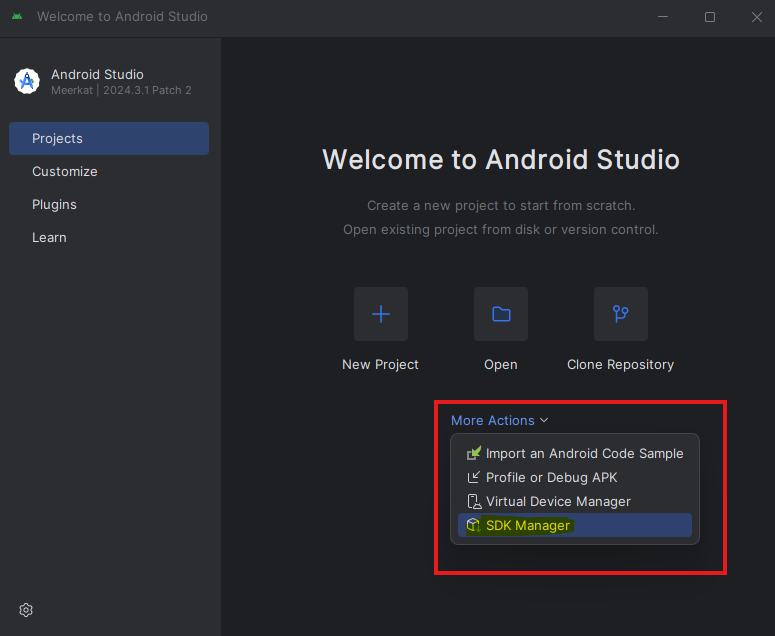 Welcome to Android Studio
Android Studio
Meerkat | 2024.3.1 Patch 2
Projects
Customize
Plugins
Learn
Welcome to Android Studio
Create a new project to start from scratch.
Open existing project from disk or version control.
New Project
Open
Clone Repository
More Actions
Import an Android Code Sample
Profile or Debug APK
Virtual Device Manager
SDK Manager